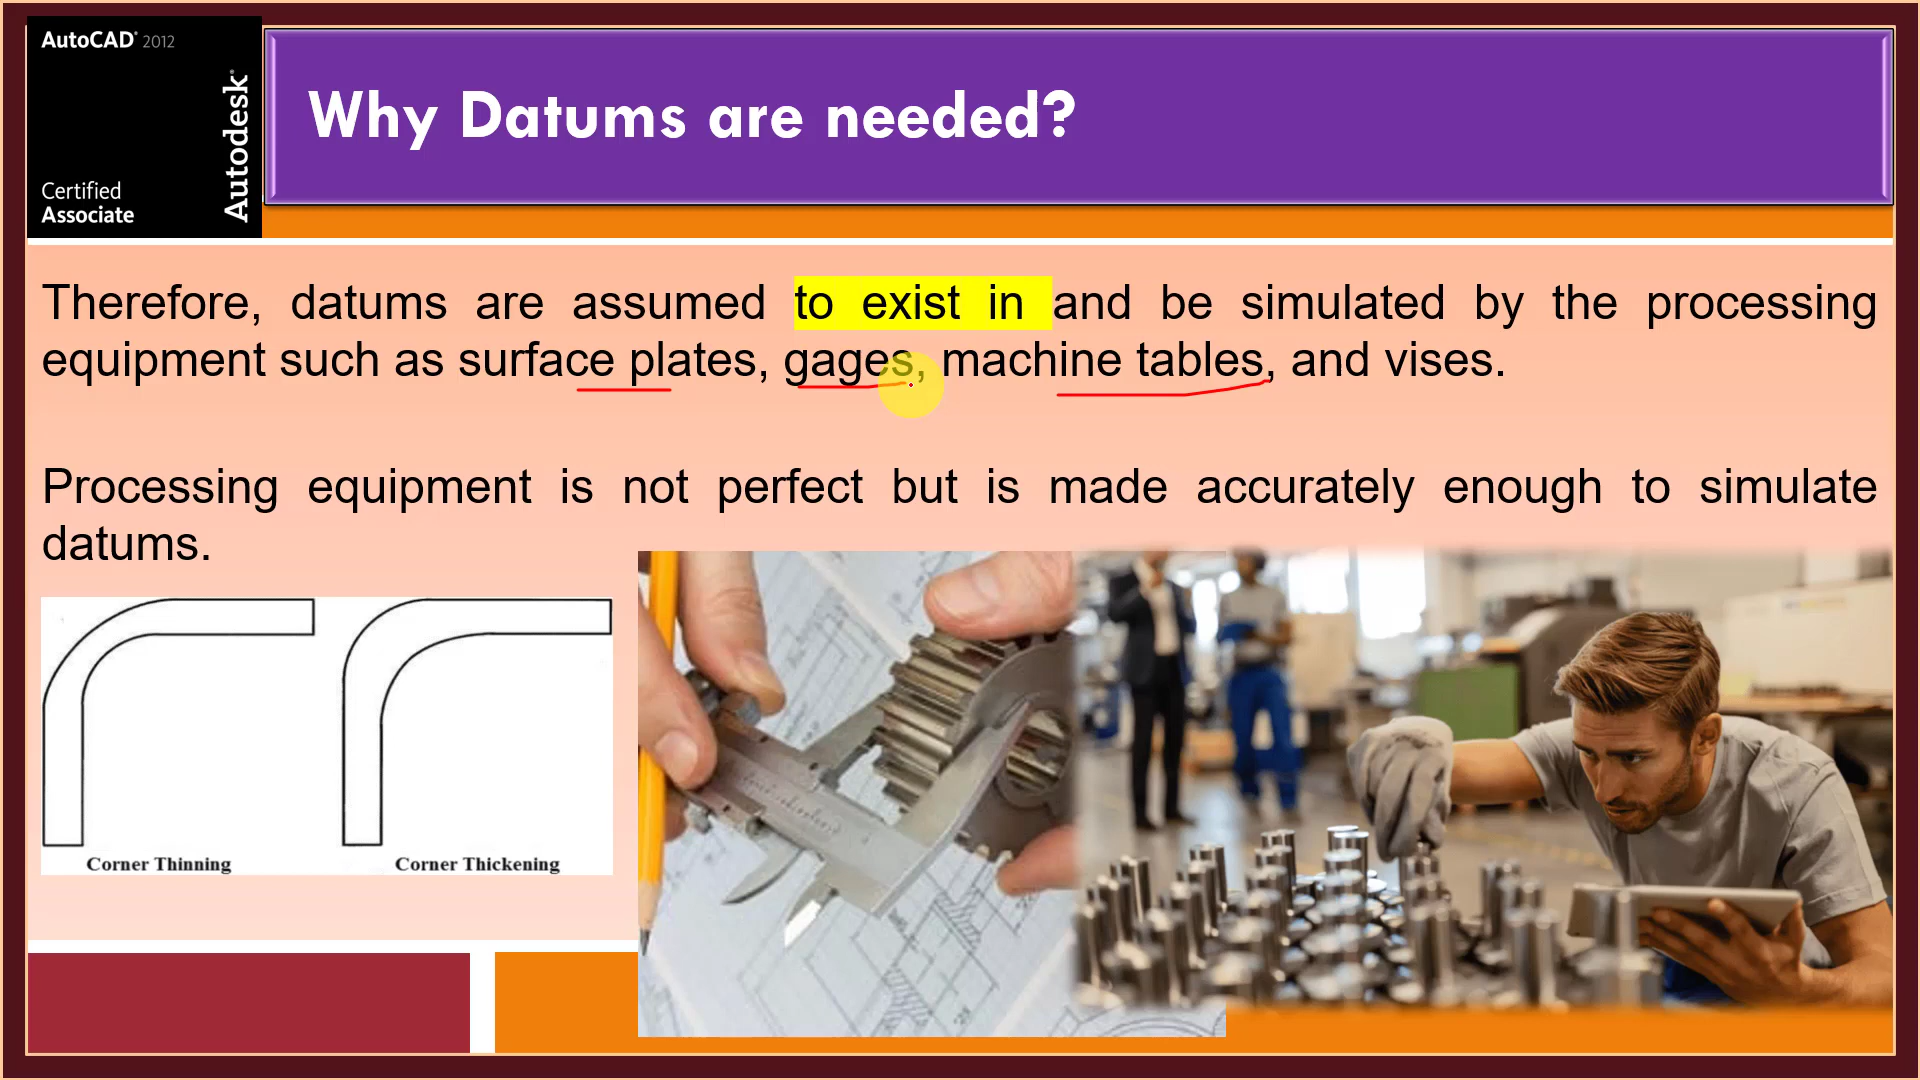 AutoCAD® 2012
Autodesk®
Certified
Associate
Why Datums are needed?
Therefore, datums are assumed to exist in and be simulated by the processing
equipment such as surface plates, gages, machine tables, and vises.
Processing equipment is not perfect but is made accurately enough to simulate
datums.
Corner Thinning
Corner Thickening